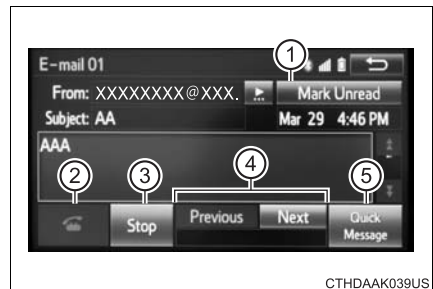 1
E-mail 01
From: XXXXXXXX@XXX. Mark Unread
Subject: AA Mar 29 4:46 PM
AAA
2 3 4 5
Stop Previous Next Quick
Message
CTHDAAK039US